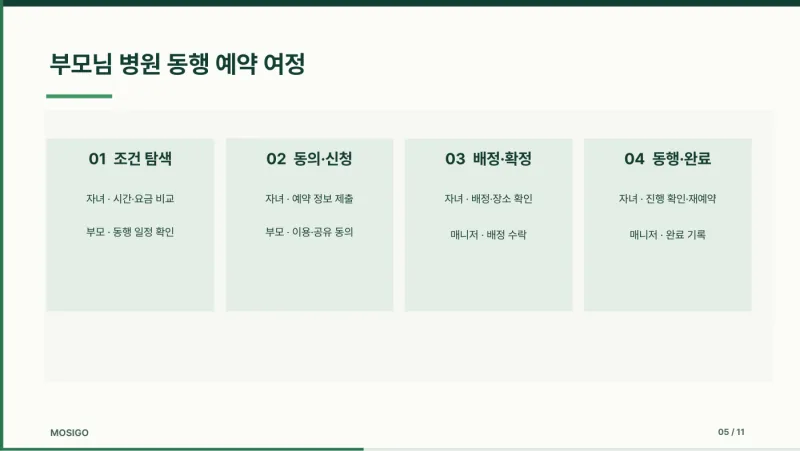 부모님 병원 동행 예약 여정
01 조건 탐색
자녀 · 시간·요금 비교
부모 · 동행 일정 확인
02 동의·신청
자녀 · 예약 정보 제출
부모 · 이용·공유 동의
03 배정·확정
자녀 · 배정·장소 확인
매니저 · 배정 수락
04 동행·완료
자녀 · 진행 확인·재예약
매니저 · 완료 기록
MOSIGO
05 / 11